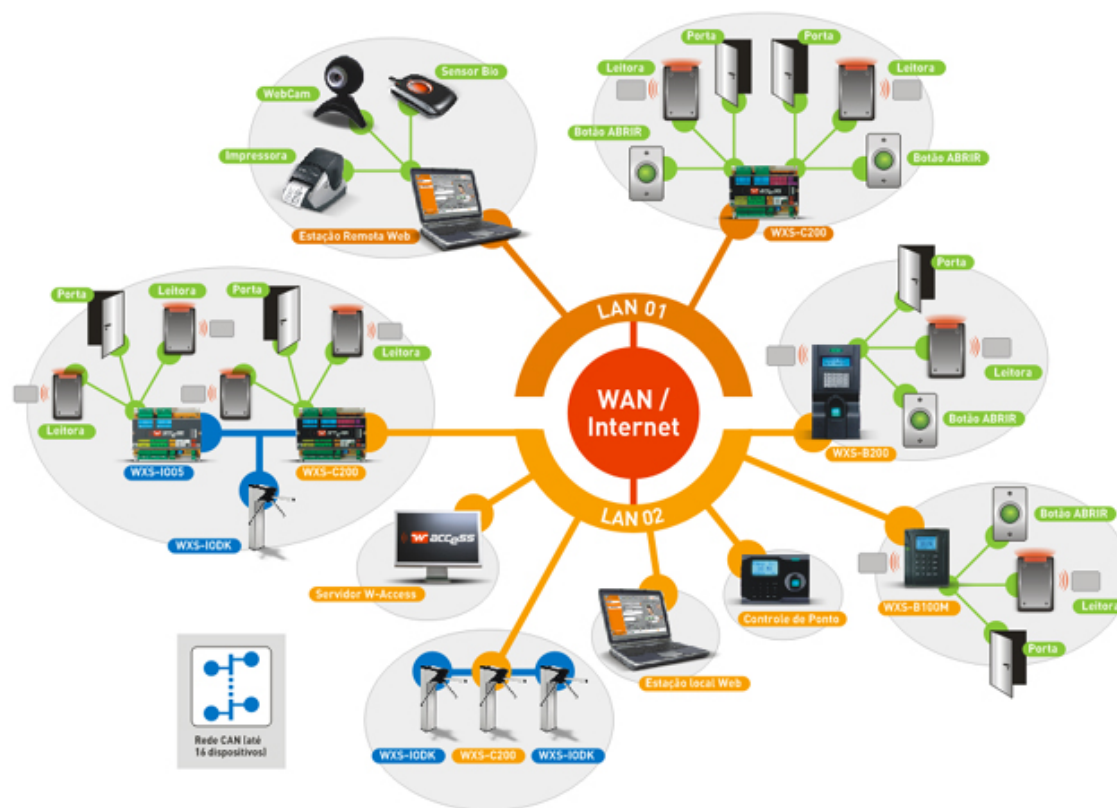 Porta
Porta
Sensor Bio
Leitora
Leitora
WebCam
Botão ABRIR
Impressora
Botão ABRIR
Estação Remota Web
WXS-C200
Porta
Leitora
Porta
Porta
LAN 01
Leitora
Leitora
Leitora
WAN /
Internet
Botão ABRIR
WXS-I005
WXS-C200
WXS-B200
LAN 02
Botão ABRIR
WXS-IODK
W access
Servidor W-Access
WXS-B100M
Leitora
Controle de Ponto
Porta
Estação local Web
Rede CAN (até
16 dispositivos)
WXS-IODK
WXS-C200
WXS-IODK